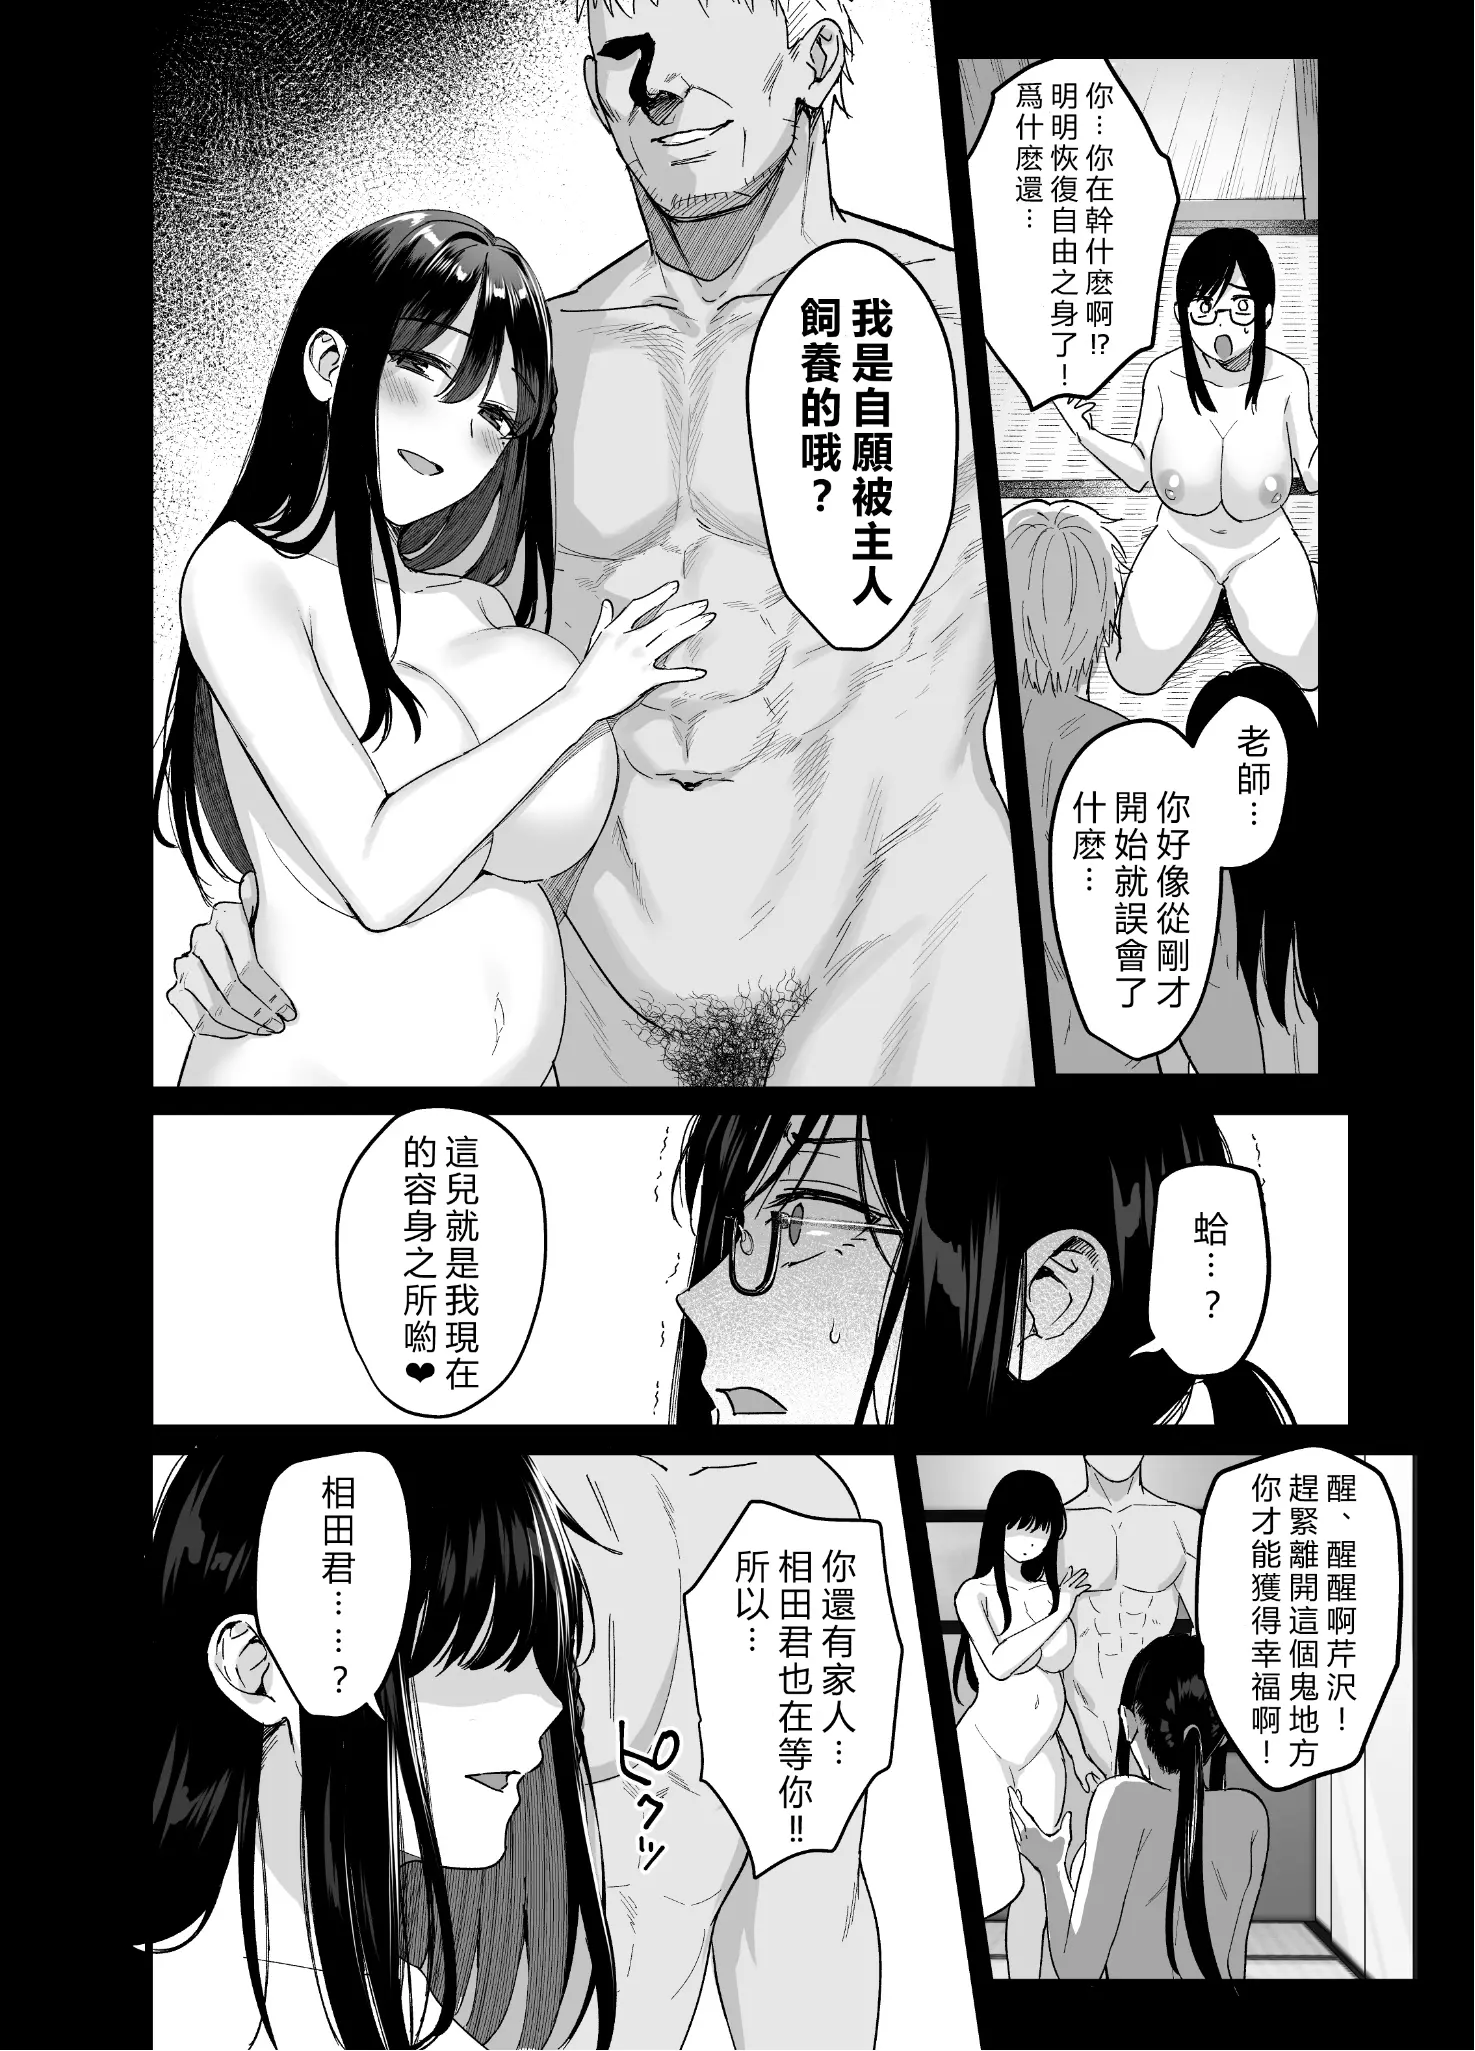 你…你在幹什麽啊⁉
明明恢復自由之身了！
爲什麽還…
老師…
你好像從剛才
開始就誤會了
什麽…
我是自願被主人
飼養的哦？
蛤…？
這兒就是我現在
的容身之所喲❤
醒、醒醒啊芹沢！
趕緊離開這個鬼地方
你才能獲得幸福啊！
你還有家人…
相田君也在等你‼
所以…
ドクッ
相田君……？